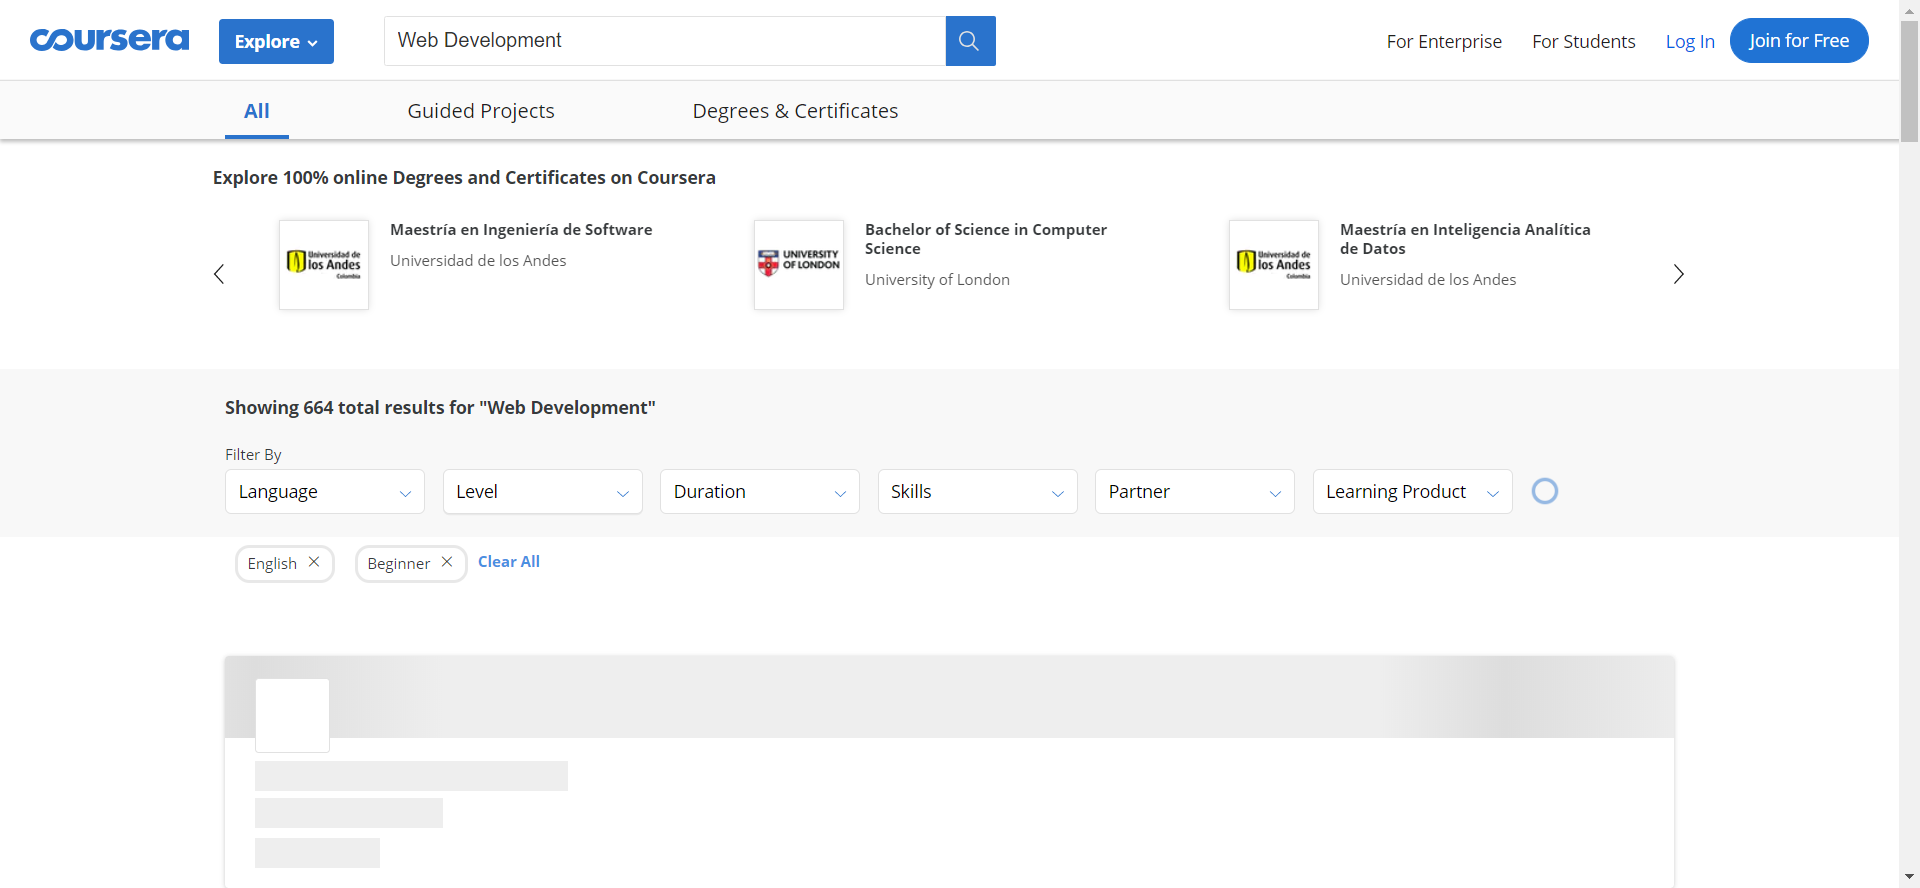 coursera
Explore
Web Development
For Enterprise
For Students
Log In
Join for Free
All
Guided Projects
Degrees & Certificates
Explore 100% online Degrees and Certificates on Coursera
Universidad de
los Andes
Colombia
Maestría en Ingeniería de Software
Universidad de los Andes
UNIVERSITY
OF LONDON
Bachelor of Science in Computer
Science
University of London
Universidad de
los Andes
Colombia
Maestría en Inteligencia Analítica
de Datos
Universidad de los Andes
Showing 664 total results for "Web Development"
Filter By
Language
Level
Duration
Skills
Partner
Learning Product
English
Beginner
Clear All